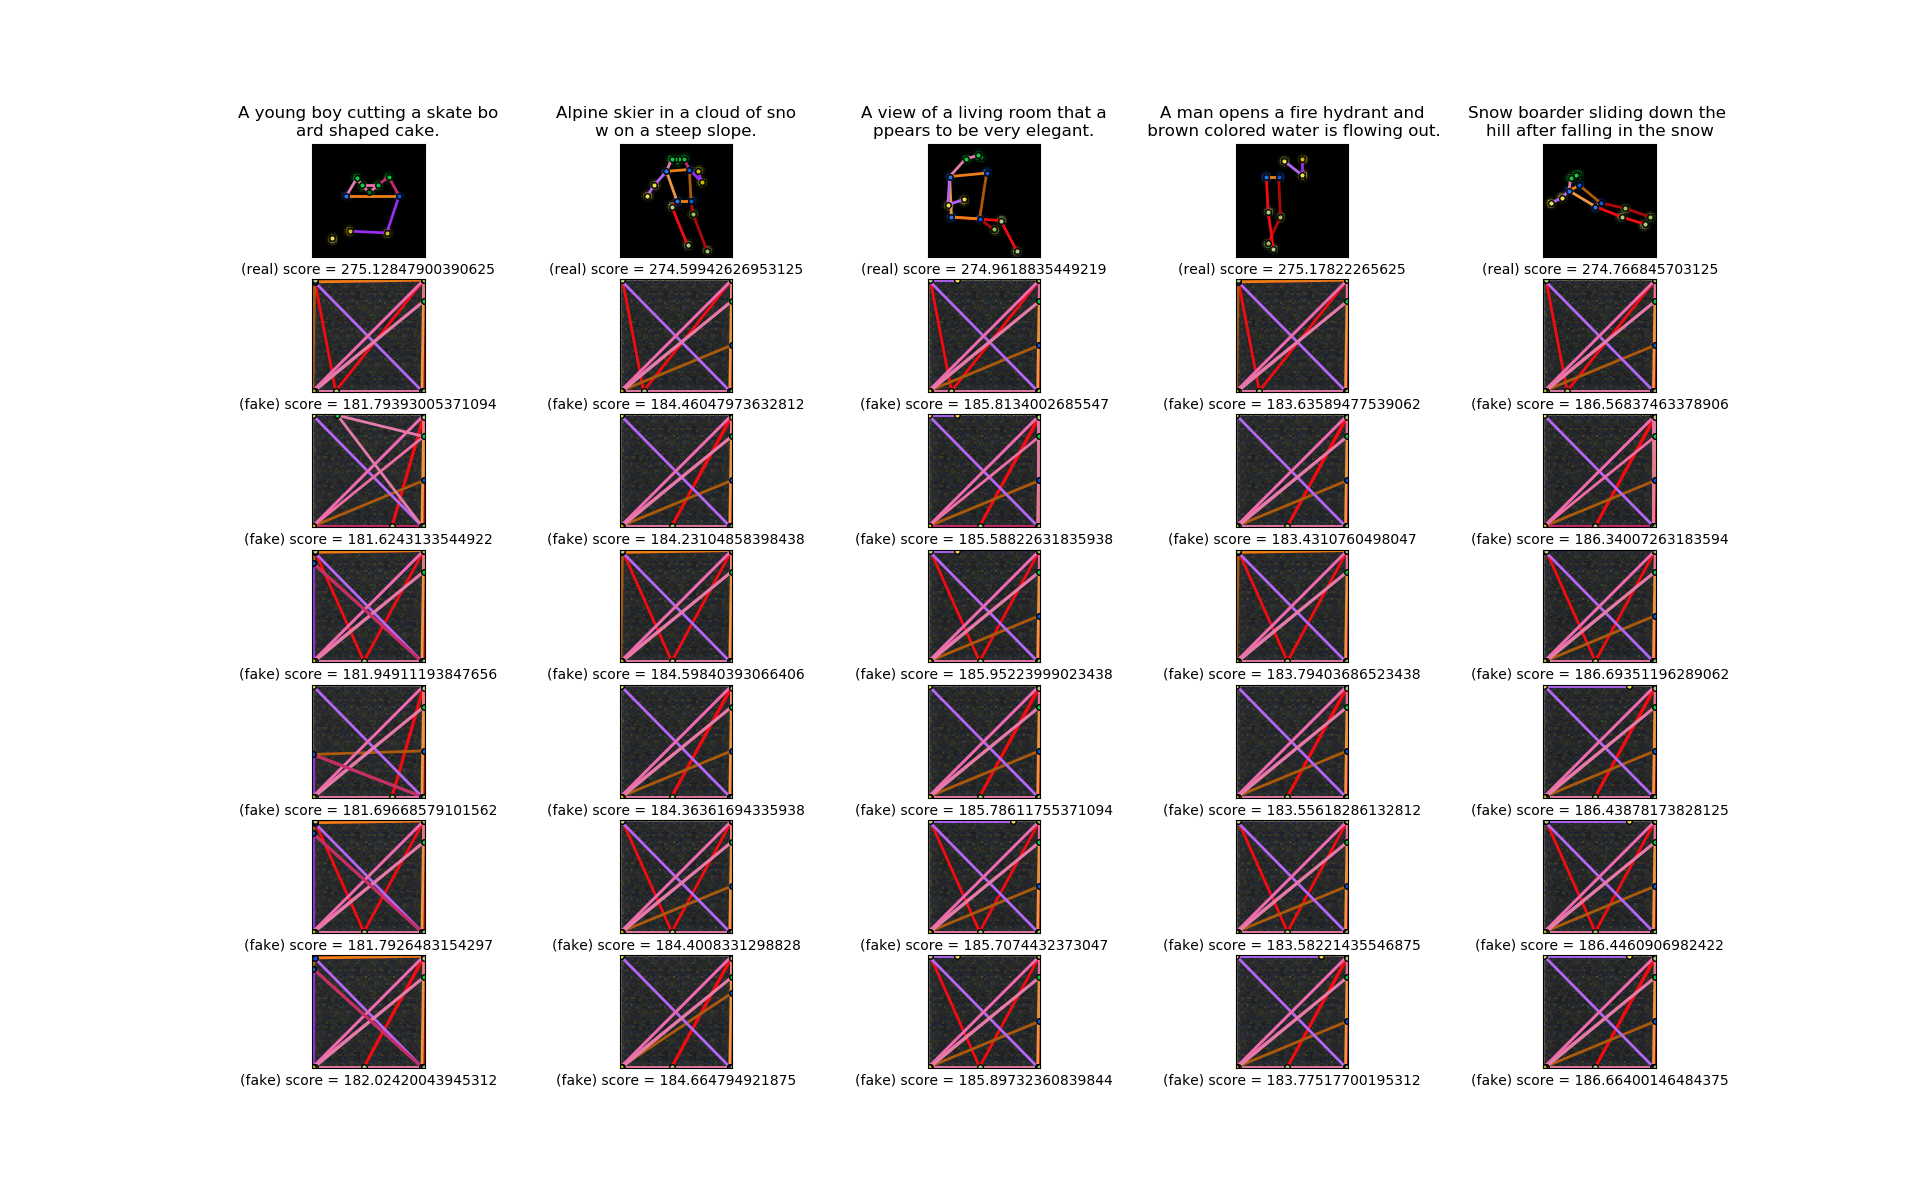 A young boy cutting a skate bo
ard shaped cake.
Alpine skier in a cloud of sno
w on a steep slope.
A view of a living room that a
ppears to be very elegant.
A man opens a fire hydrant and
brown colored water is flowing out.
Snow boarder sliding down the
hill after falling in the snow
(real) score = 275.12847900390625
(real) score = 274.59942626953125
(real) score = 274.9618835449219
(real) score = 275.17822265625
(real) score = 274.766845703125
(fake) score = 181.79393005371094
(fake) score = 184.46047973632812
(fake) score = 185.8134002685547
(fake) score = 183.63589477539062
(fake) score = 186.56837463378906
(fake) score = 181.6243133544922
(fake) score = 184.23104858398438
(fake) score = 185.58822631835938
(fake) score = 183.4310760498047
(fake) score = 186.34007263183594
(fake) score = 181.94911193847656
(fake) score = 184.59840393066406
(fake) score = 185.95223999023438
(fake) score = 183.79403686523438
(fake) score = 186.69351196289062
(fake) score = 181.69668579101562
(fake) score = 184.36361694335938
(fake) score = 185.78611755371094
(fake) score = 183.55618286132812
(fake) score = 186.43878173828125
(fake) score = 181.7926483154297
(fake) score = 184.4008331298828
(fake) score = 185.7074432373047
(fake) score = 183.58221435546875
(fake) score = 186.4460906982422
(fake) score = 182.02420043945312
(fake) score = 184.664794921875
(fake) score = 185.89732360839844
(fake) score = 183.77517700195312
(fake) score = 186.66400146484375